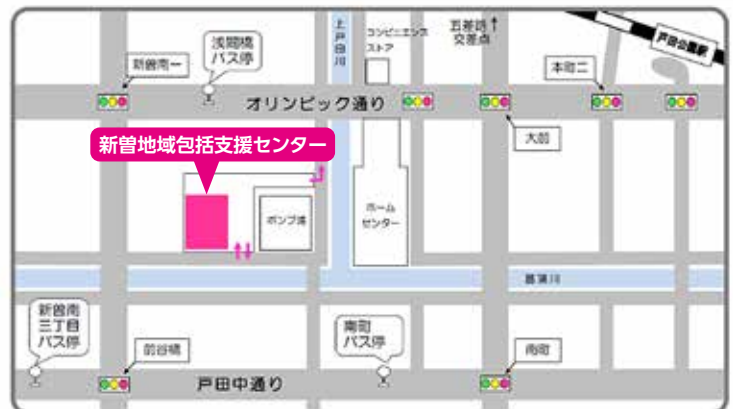 上
戸
田
川
コンビニエンス
ストア
五差路↑
交差点
戸田公園駅
浅間橋
バス停
新曽南一
本町二
オリンピック通り
大前
新曽地域包括支援センター
ポンプ場
ホーム
センター
菖蒲川
新曽南
三丁目
バス停
前谷橋
南町
バス停
南町
戸田中通り